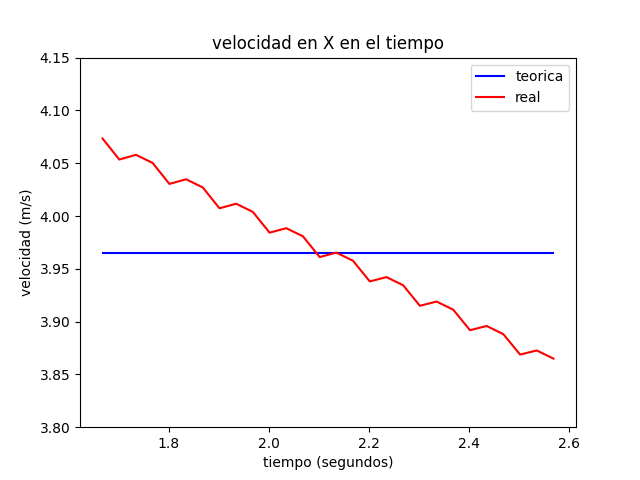 velocidad en X en el tiempo
4.15
4.10
4.05
4.00
3.95
3.90
3.85
3.80
velocidad (m/s)
teorica
real
1.8 2.0 2.2 2.4 2.6
tiempo (segundos)